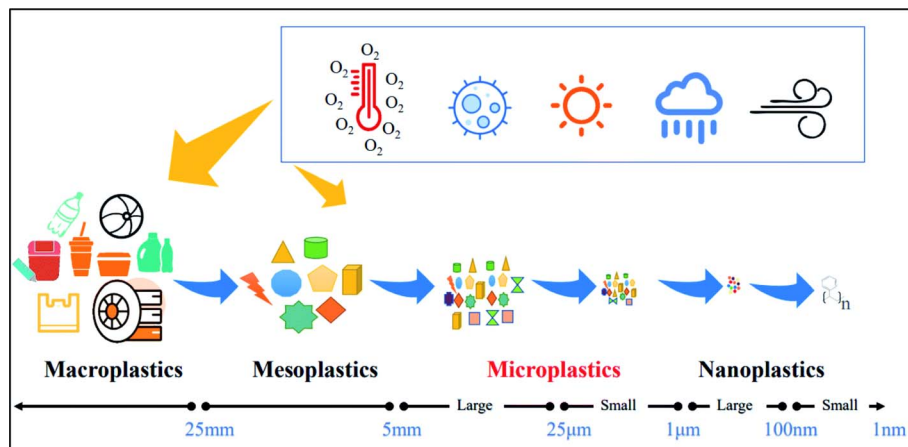 O2
O2 O2
O2 O2
O2 O2
O2 O2
n
Macroplastics Mesoplastics Microplastics Nanoplastics
Large Small Large Small
25mm 5mm 25μm 1μm 100nm 1nm